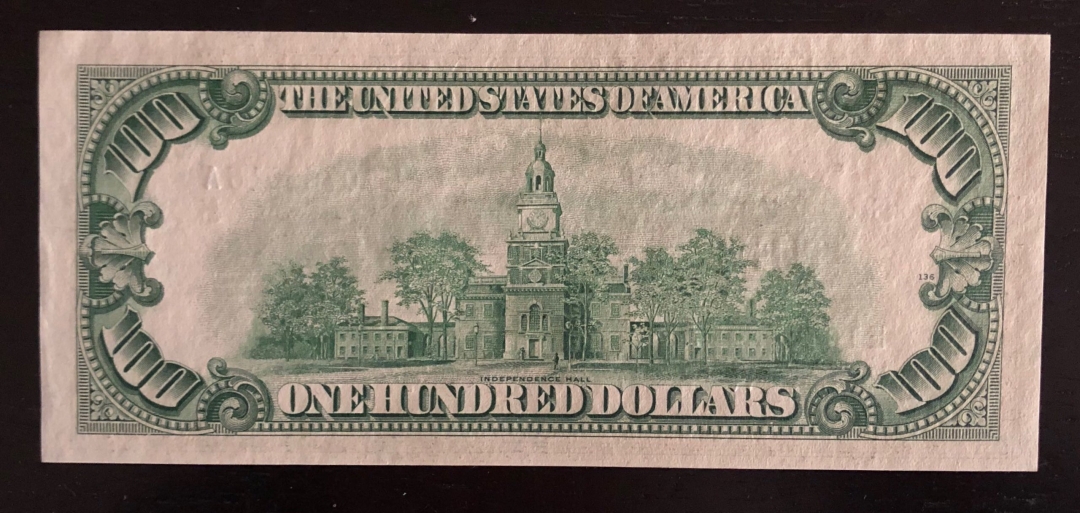 THE UNITED STATES OF AMERICA
100
100
136
100
100
INDEPENDENCE HALL
ONE HUNDRED DOLLARS